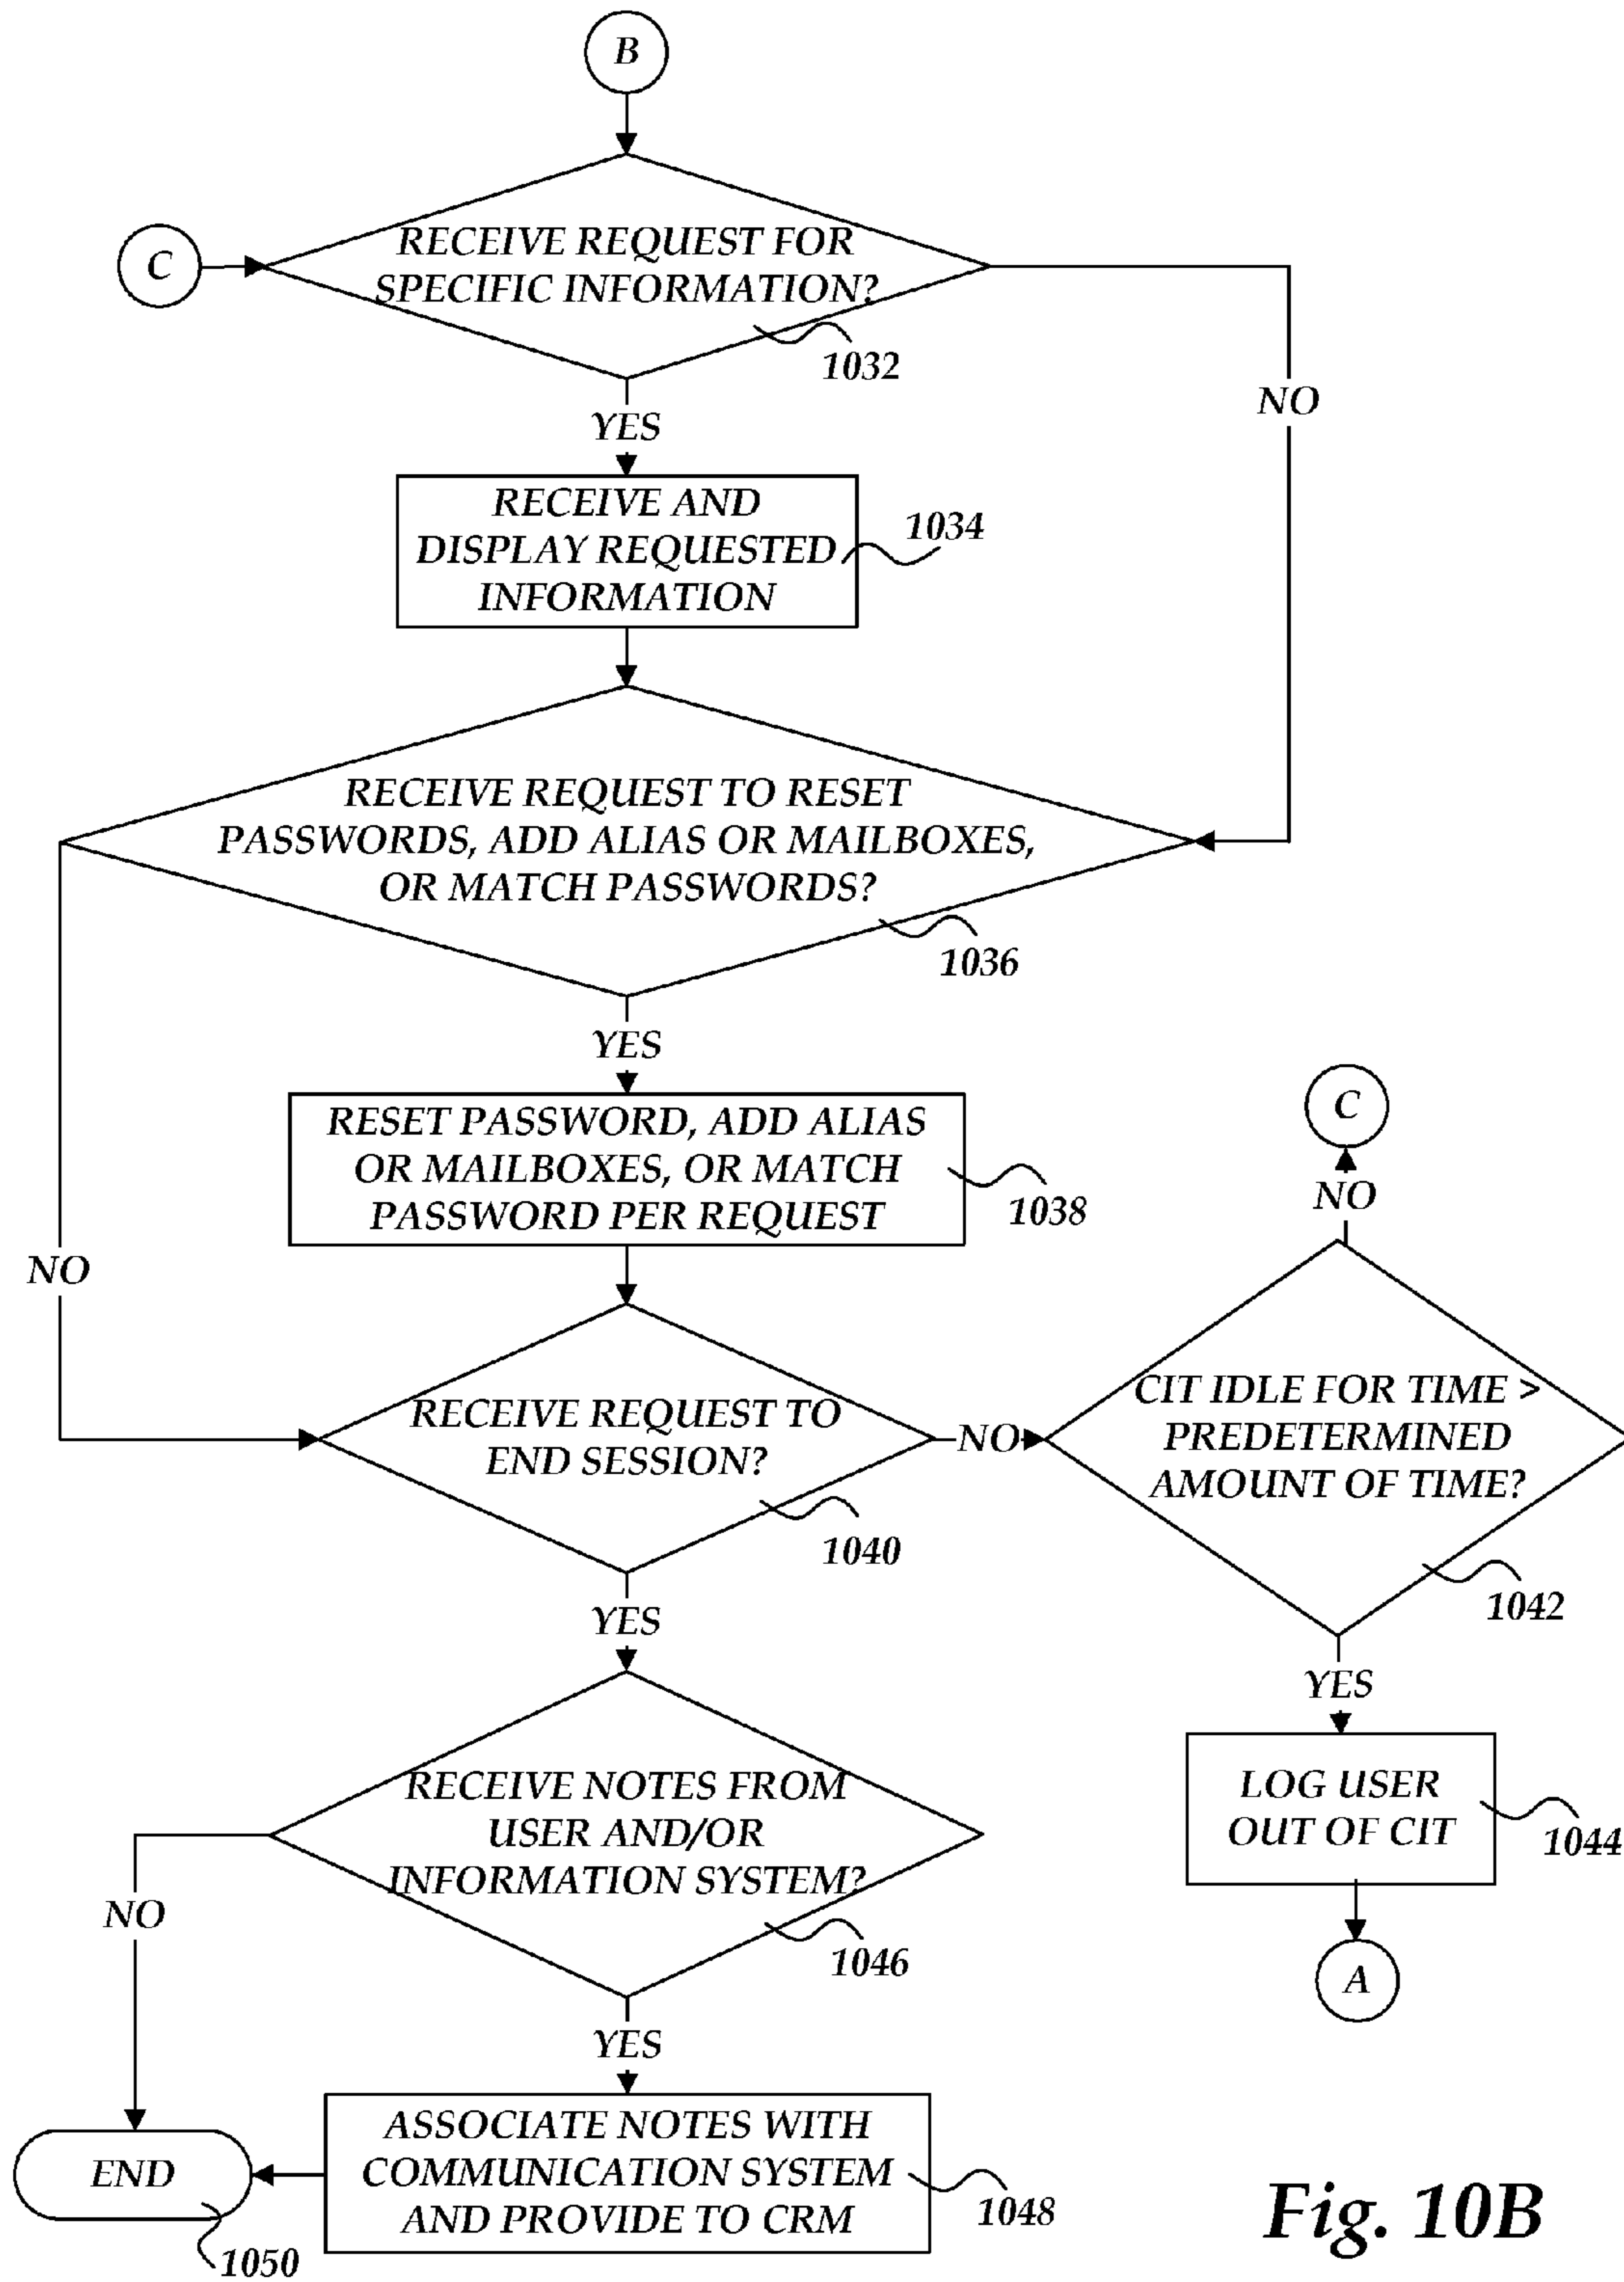 B
C
RECEIVE REQUEST FOR
SPECIFIC INFORMATION?
1032
YES
NO
RECEIVE AND
DISPLAY REQUESTED
INFORMATION
1034
RECEIVE REQUEST TO RESET
PASSWORDS, ADD ALIAS OR MAILBOXES,
OR MATCH PASSWORDS?
1036
YES
NO
RESET PASSWORD, ADD ALIAS
OR MAILBOXES, OR MATCH
PASSWORD PER REQUEST
1038
RECEIVE REQUEST TO
END SESSION?
1040
NO
C
NO
CIT IDLE FOR TIME >
PREDETERMINED
AMOUNT OF TIME?
1042
YES
LOG USER
OUT OF CIT
1044
A
YES
RECEIVE NOTES FROM
USER AND/OR
INFORMATION SYSTEM?
1046
NO
YES
ASSOCIATE NOTES WITH
COMMUNICATION SYSTEM
AND PROVIDE TO CRM
1048
END
1050
Fig. 10B